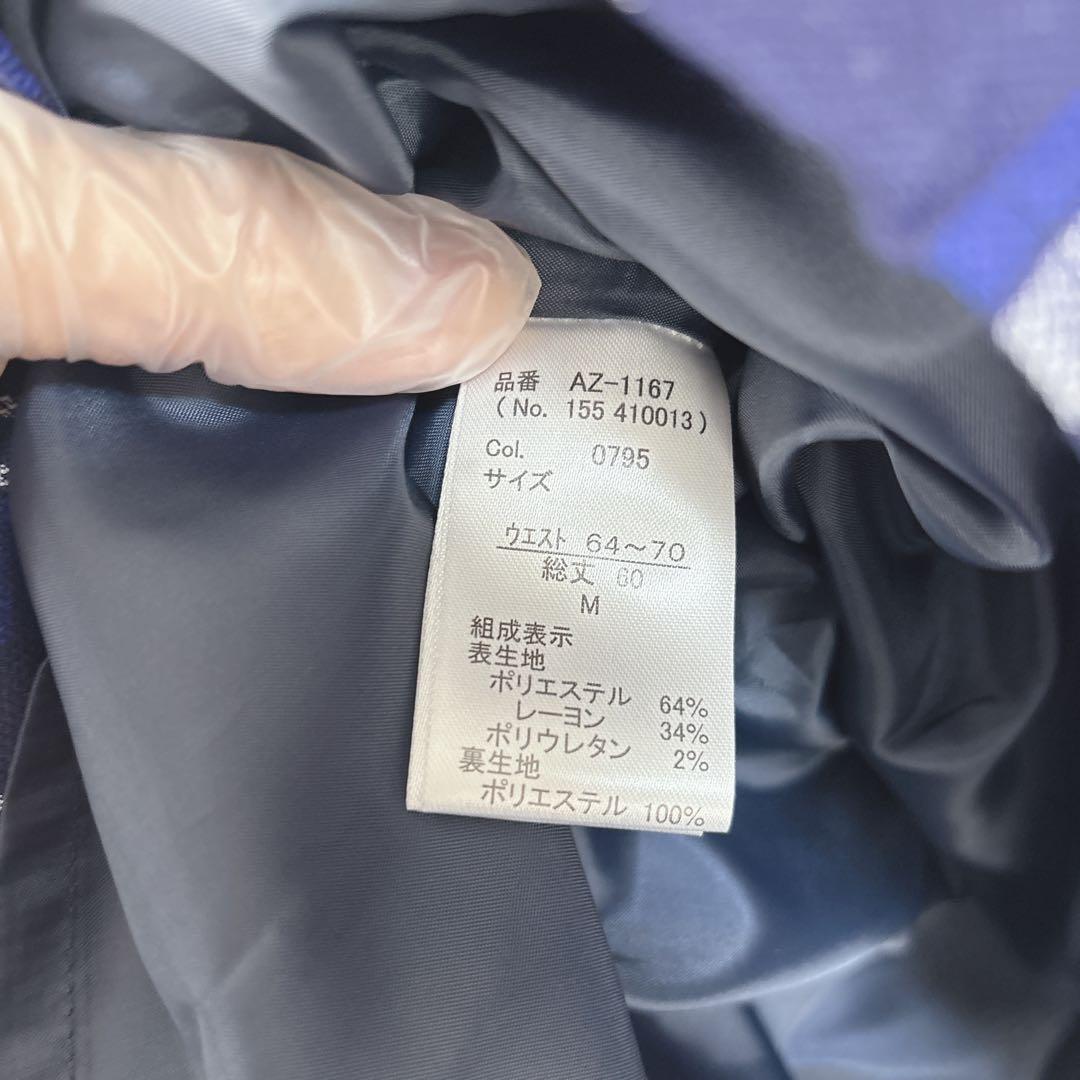 品番 AZ-1167
(No. 155 410013)
Col. 0795
サイズ
ウエスト 64～70
総丈 60
M
組成表示
表生地
ポリエステル 64%
レーヨン 34%
ポリウレタン 2%
裏生地
ポリエステル 100%